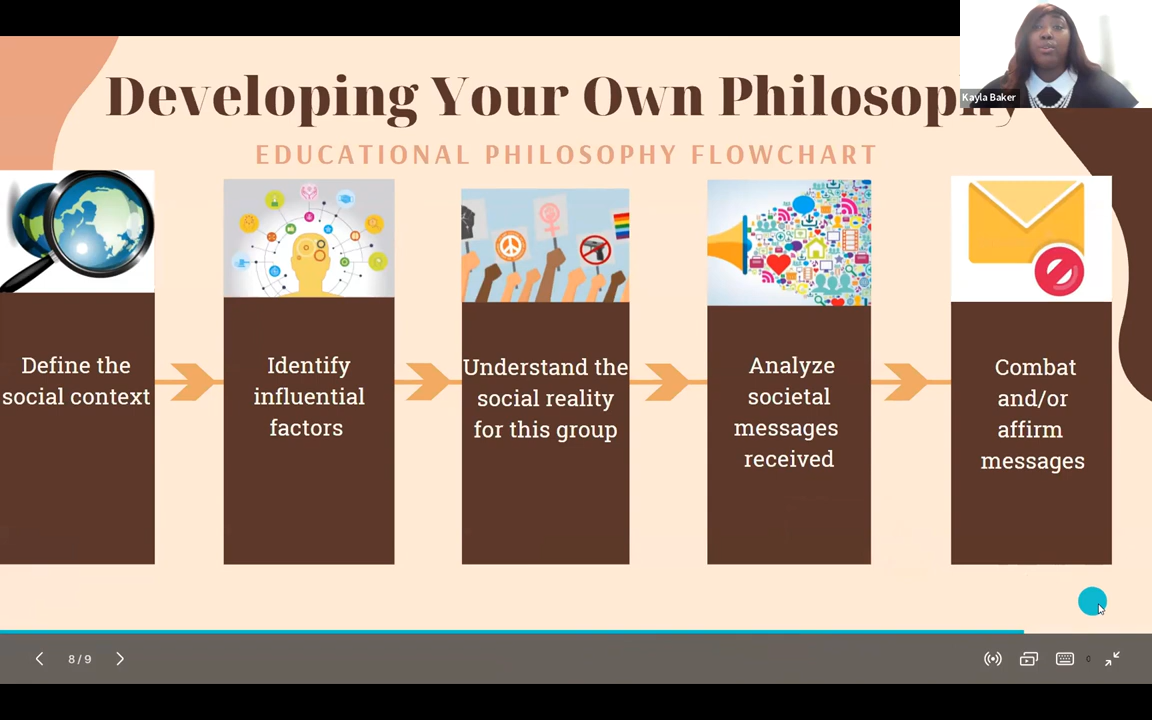 Developing Your Own Philosophy
Kayla Baker
EDUCATIONAL PHILOSOPHY FLOWCHART
Define the
social context
Identify
influential
factors
Understand the
social reality
for this group
Analyze
societal
messages
received
Combat
and/or
affirm
messages
8 / 9
0